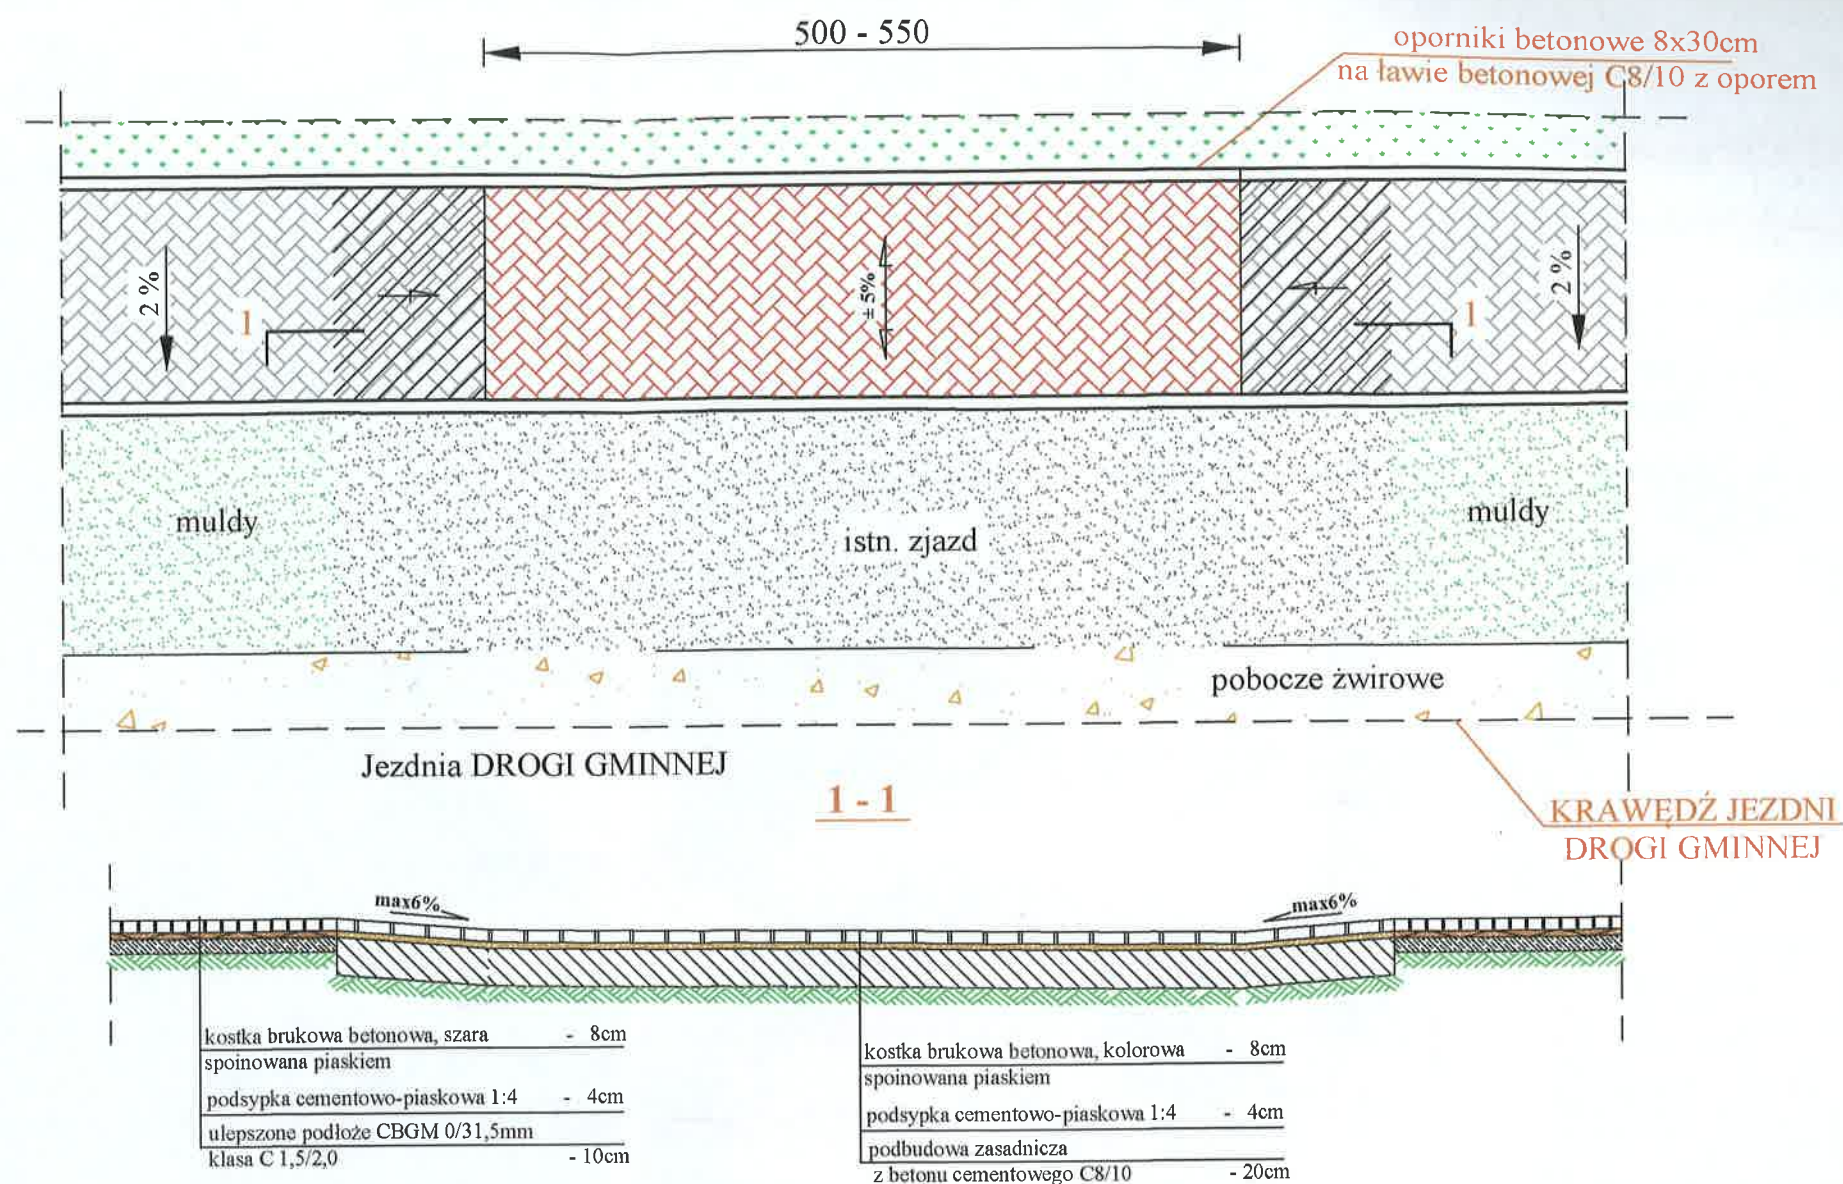 500 - 550
oporniki betonowe 8x30cm
na ławie betonowej C8/10 z oporem
2 %
1
± 5%
1
2 %
muldy
istn. zjazd
muldy
pobocze żwirowe
Jezdnia DROGI GMINNEJ
1 - 1
KRAWĘDŹ JEZDNI
DROGI GMINNEJ
max6%
max6%
kostka brukowa betonowa, szara - 8cm
spoinowana piaskiem
podsypka cementowo-piaskowa 1:4 - 4cm
ulepszone podłoże CBGM 0/31,5mm
klasa C 1,5/2,0 - 10cm
kostka brukowa betonowa, kolorowa - 8cm
spoinowana piaskiem
podsypka cementowo-piaskowa 1:4 - 4cm
podbudowa zasadnicza
z betonu cementowego C8/10 - 20cm